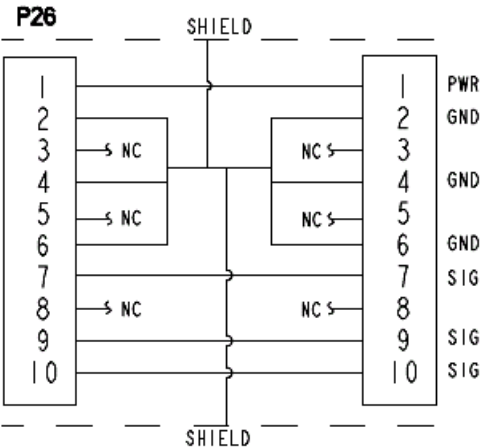 P26
SHIELD
1 1 PWR
2 2 GND
3 NC NC 3
4 4 GND
5 NC NC 5
6 6 GND
7 7 SIG
8 NC NC 8
9 9 SIG
10 10 SIG
SHIELD